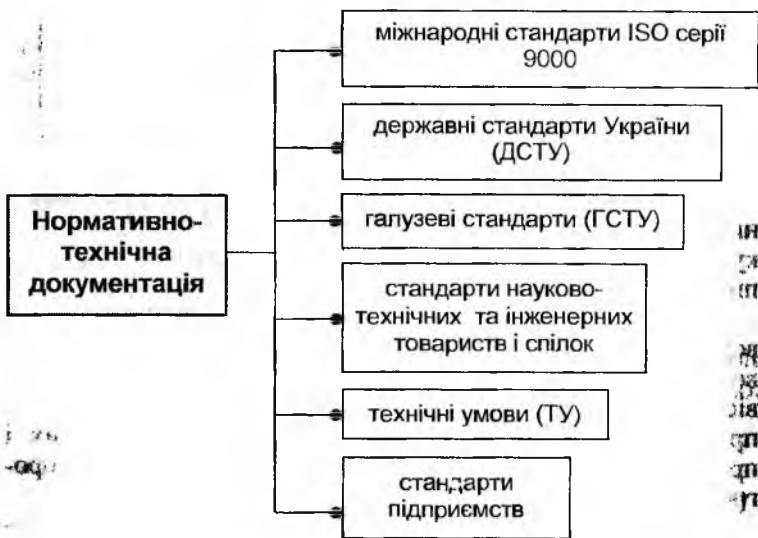 міжнародні стандарти ISO серії
9000
державні стандарти України
(ДСТУ)
Нормативно-
технічна
документація
галузеві стандарти (ГСТУ)
стандарти науково-
технічних та інженерних
товариств і спілок
технічні умови (ТУ)
стандарти
підприємств